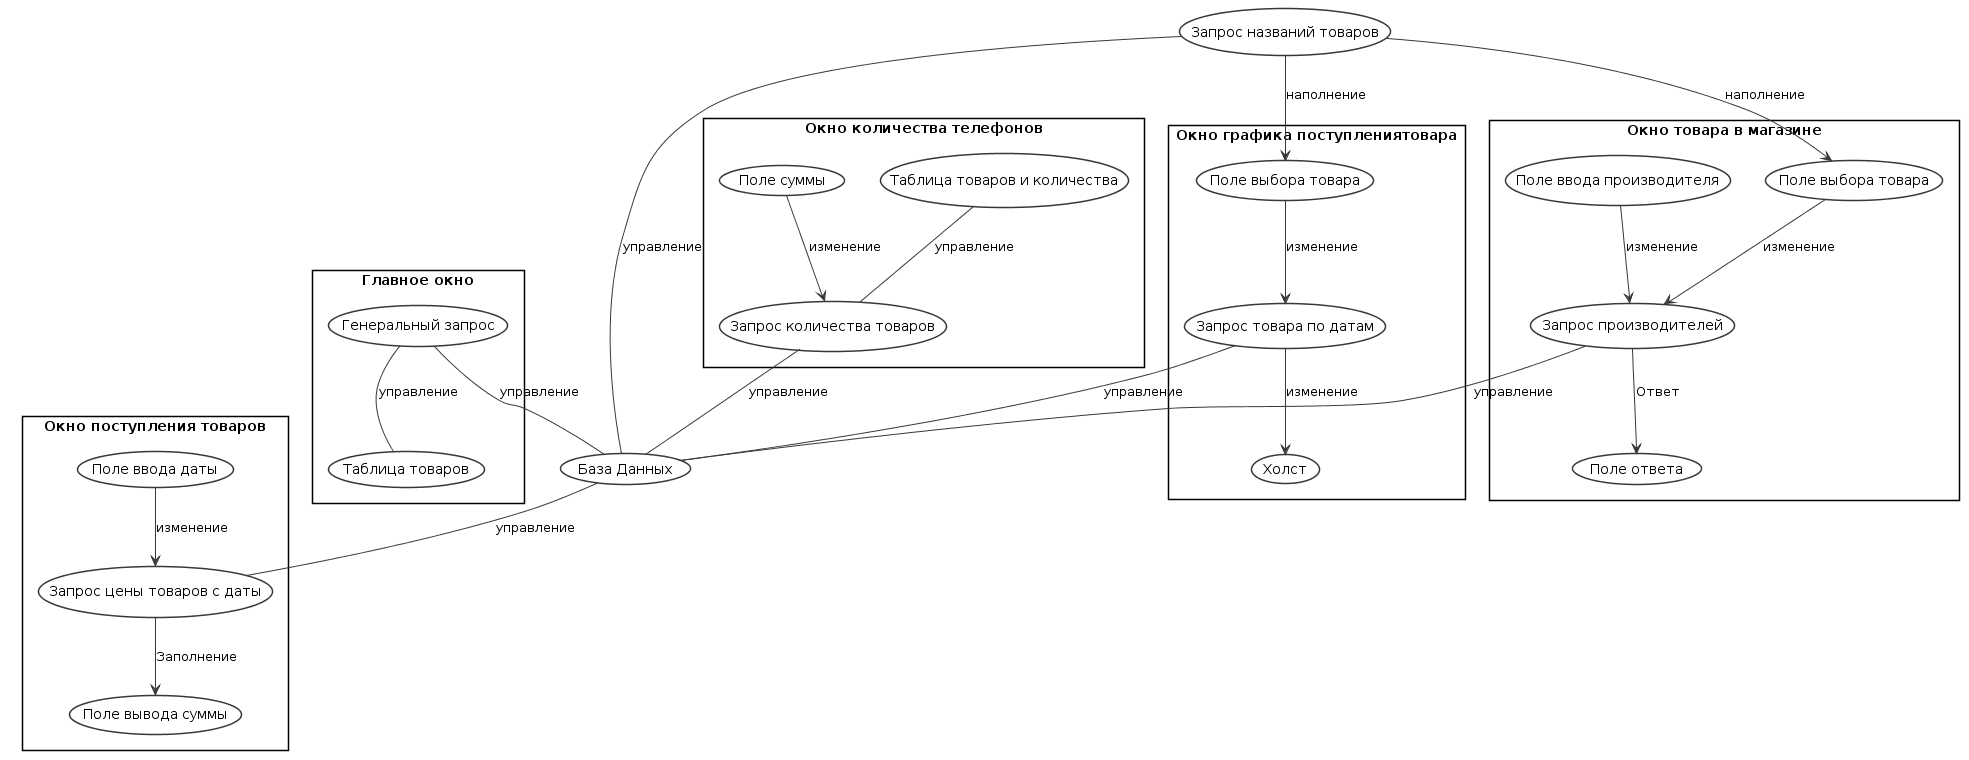 Запрос названий товаров
наполнение
наполнение
Окно количества телефонов
Окно графика поступлениятовара
Окно товара в магазине
Поле суммы
Таблица товаров и количества
Поле выбора товара
Поле ввода производителя
Поле выбора товара
управление
изменение
управление
изменение
изменение
изменение
Главное окно
Генеральный запрос
Запрос количества товаров
Запрос товара по датам
Запрос производителей
управление
управление
управление
управление
изменение
управление
Ответ
Окно поступления товаров
Поле ввода даты
Таблица товаров
База Данных
Холст
Поле ответа
изменение
управление
Запрос цены товаров с даты
Заполнение
Поле вывода суммы